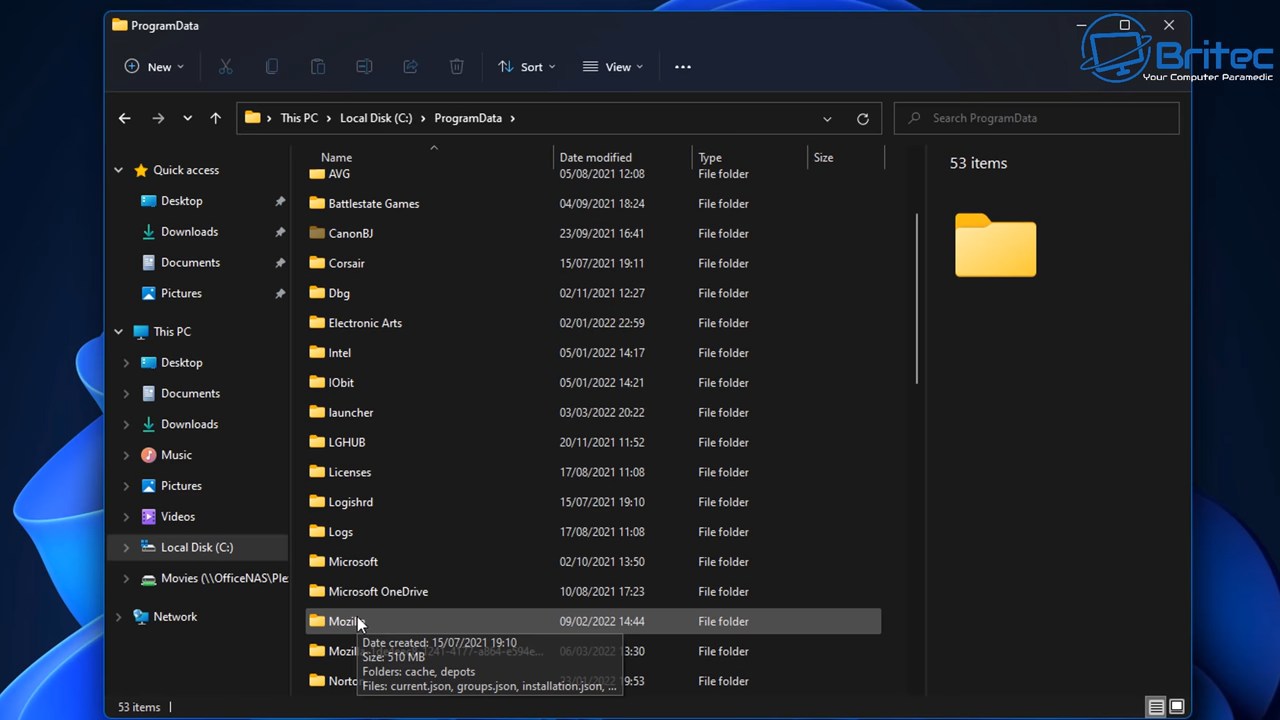 ProgramData
Britec
Your Computer Paramedic
New
Sort
View
This PC
Local Disk (C:)
ProgramData
Search ProgramData
Name
Date modified
Type
Size
53 items
AVG 05/08/2021 12:08 File folder
Battlestate Games 04/09/2021 18:24 File folder
CanonBJ 23/09/2021 16:41 File folder
Corsair 15/07/2021 19:11 File folder
Dbg 02/11/2021 12:27 File folder
Electronic Arts 02/01/2022 22:59 File folder
Intel 05/01/2022 14:17 File folder
IObit 05/01/2022 14:21 File folder
launcher 03/03/2022 20:22 File folder
LGHUB 20/11/2021 11:52 File folder
Licenses 17/08/2021 11:08 File folder
Logishrd 15/07/2021 19:10 File folder
Logs 17/08/2021 11:08 File folder
Microsoft 02/10/2021 13:50 File folder
Microsoft OneDrive 10/08/2021 17:23 File folder
09/02/2022 14:44 File folder
13:30 File folder
19:53 File folder
Date created: 15/07/2021 19:10
Size: 510 MB
Folders: cache, depots
Files: current.json, groups.json, installation.json, ...
Quick access
Desktop
Downloads
Documents
Pictures
This PC
Desktop
Documents
Downloads
Music
Pictures
Videos
Local Disk (C:)
Movies (\\OfficeNAS\Ple
Network
53 items